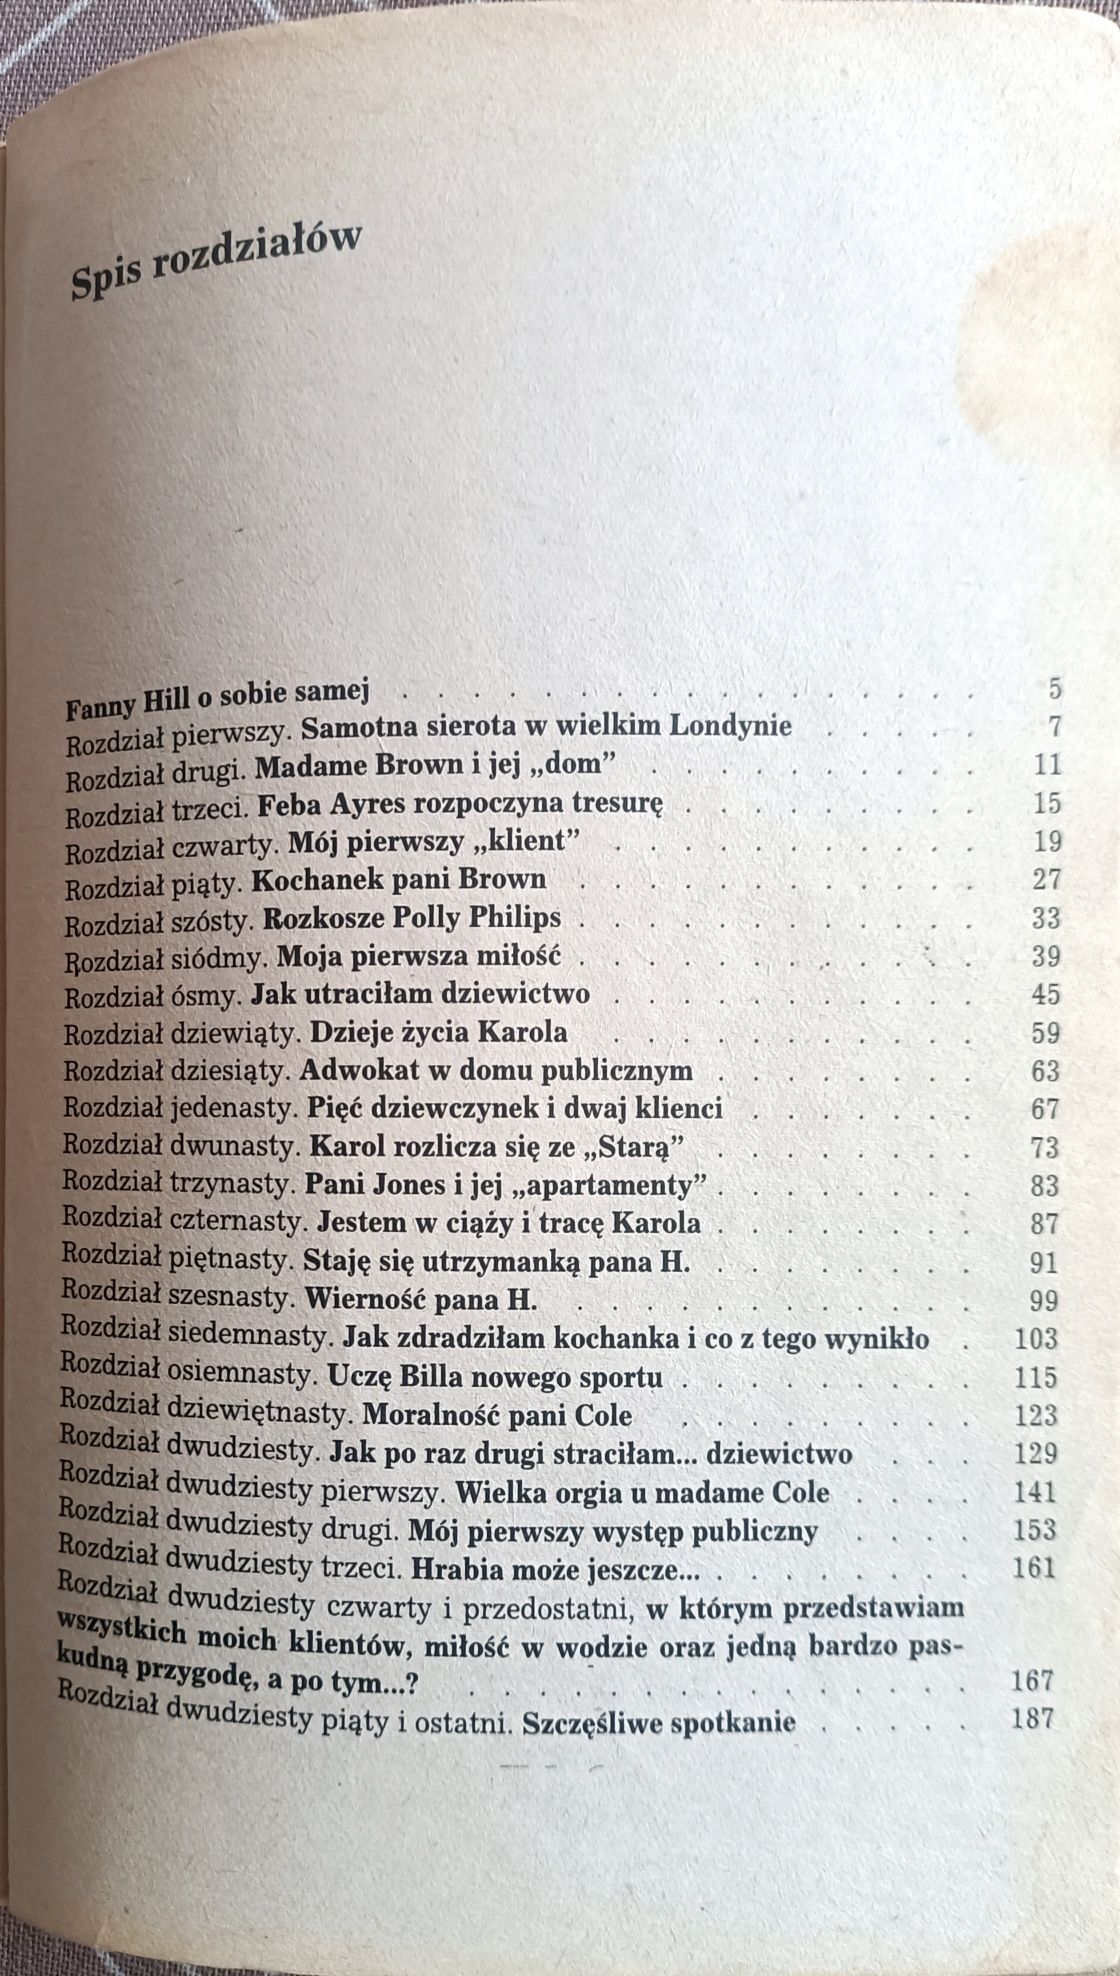 Spis rozdziałów
Fanny Hill o sobie samej . . . . . . . . . . . . . . . . . 5
Rozdział pierwszy. Samotna sierota w wielkim Londynie . . . . . 7
Rozdział drugi. Madame Brown i jej „dom” . . . . . . . . . . 11
Rozdział trzeci. Feba Ayres rozpoczyna tresurę . . . . . . . . . 15
Rozdział czwarty. Mój pierwszy „klient” . . . . . . . . . . . 19
Rozdział piąty. Kochanek pani Brown . . . . . . . . . . . . 27
Rozdział szósty. Rozkosze Polly Philips . . . . . . . . . . . . 33
Rozdział siódmy. Moja pierwsza miłość . . . . . . . . . . . . 39
Rozdział ósmy. Jak utraciłam dziewictwo . . . . . . . . . . . 45
Rozdział dziewiąty. Dzieje życia Karola . . . . . . . . . . . 59
Rozdział dziesiąty. Adwokat w domu publicznym . . . . . . . . 63
Rozdział jedenasty. Pięć dziewczynek i dwaj klienci . . . . . . . 67
Rozdział dwunasty. Karol rozlicza się ze „Starą” . . . . . . . . 73
Rozdział trzynasty. Pani Jones i jej „apartamenty” . . . . . . . . 83
Rozdział czternasty. Jestem w ciąży i tracę Karola . . . . . . . . 87
Rozdział piętnasty. Staję się utrzymanką pana H. . . . . . . . . 91
Rozdział szesnasty. Wierność pana H. . . . . . . . . . . . . 99
Rozdział siedemnasty. Jak zdradziłam kochanka i co z tego wynikło . 103
Rozdział osiemnasty. Uczę Billa nowego sportu . . . . . . . . . 115
Rozdział dziewiętnasty. Moralność pani Cole . . . . . . . . . 123
Rozdział dwudziesty. Jak po raz drugi straciłam... dziewictwo . . . 129
Rozdział dwudziesty pierwszy. Wielka orgia u madame Cole . . . . 141
Rozdział dwudziesty drugi. Mój pierwszy występ publiczny . . . . 153
Rozdział dwudziesty trzeci. Hrabia może jeszcze... . . . . . . . . 161
Rozdział dwudziesty czwarty i przedostatni, w którym przedstawiam
wszystkich moich klientów, miłość w wodzie oraz jedną bardzo pas-
kudną przygodę, a po tym...? . . . . . . . . . . . . . . . 167
Rozdział dwudziesty piąty i ostatni. Szczęśliwe spotkanie . . . . . 187